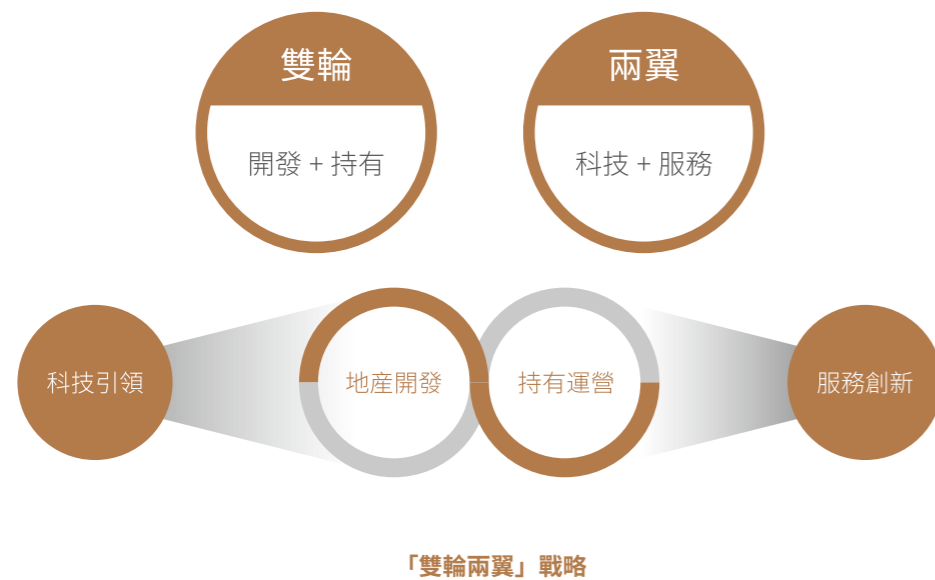 雙輪
兩翼
開發 + 持有
科技 + 服務
科技引領
地產開發
持有運營
服務創新
「雙輪兩翼」戰略